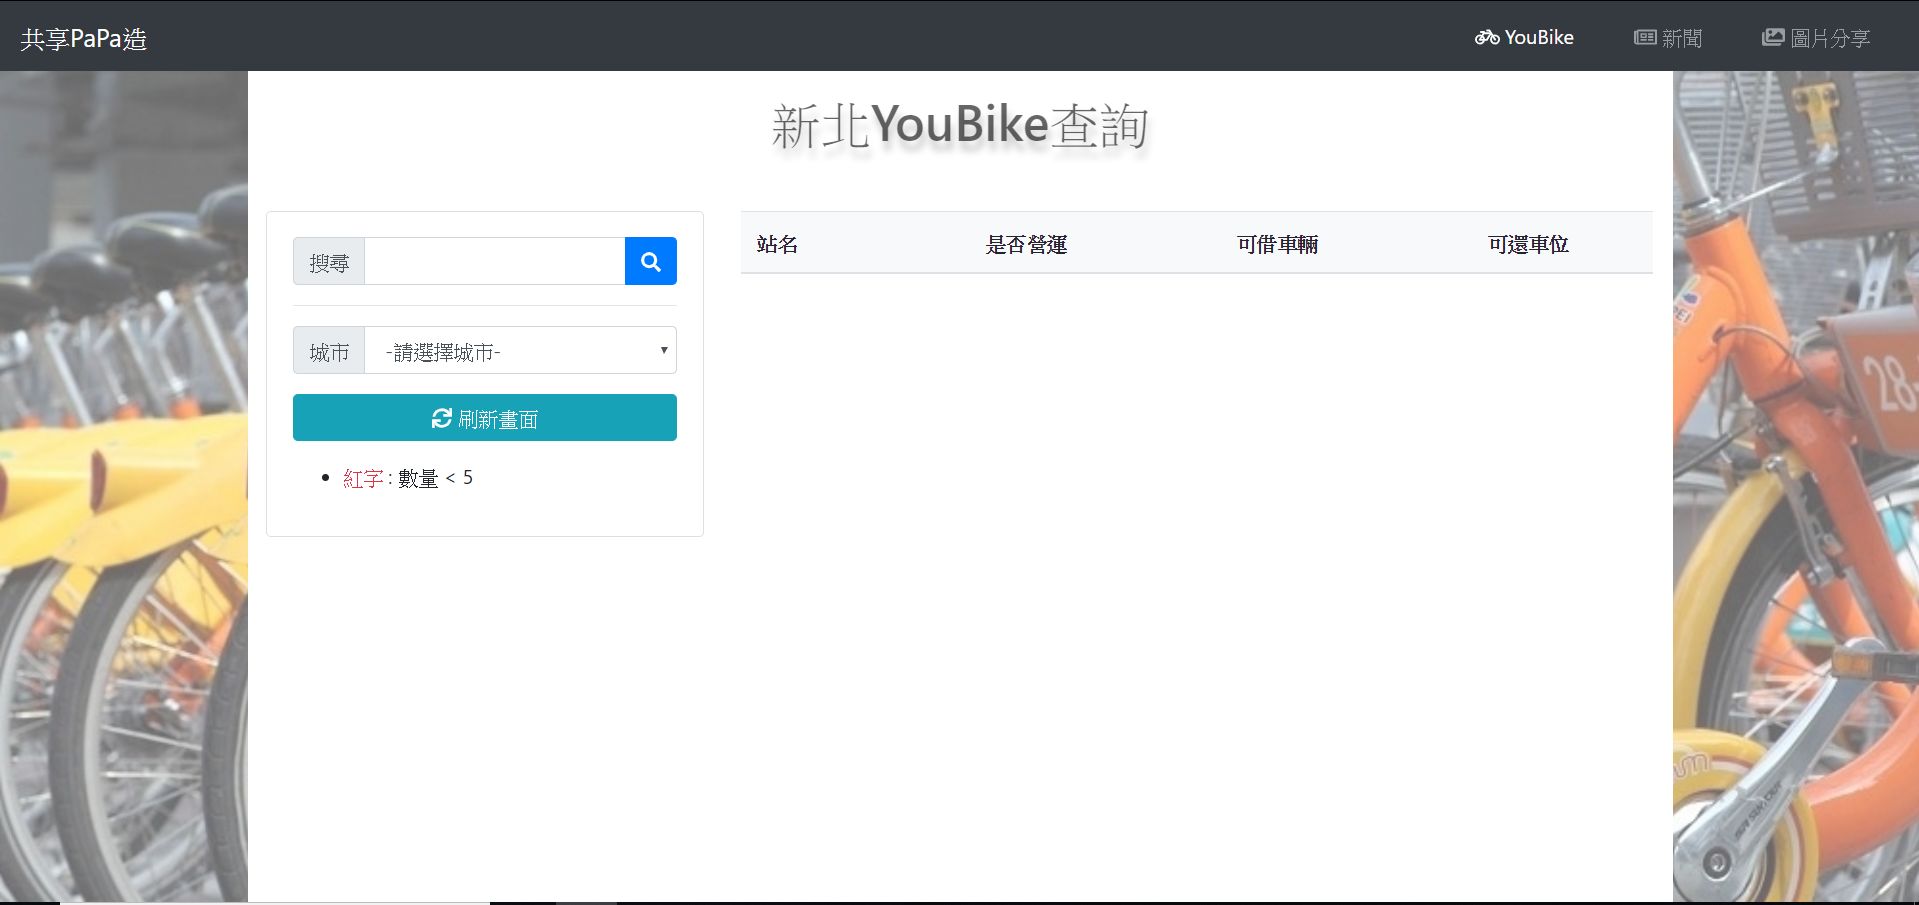 共享PaPa造
YouBike
新聞
圖片分享
新北YouBike查詢
搜尋
城市
-請選擇城市-
刷新畫面
紅字 : 數量 < 5
站名
是否營運
可借車輛
可還車位